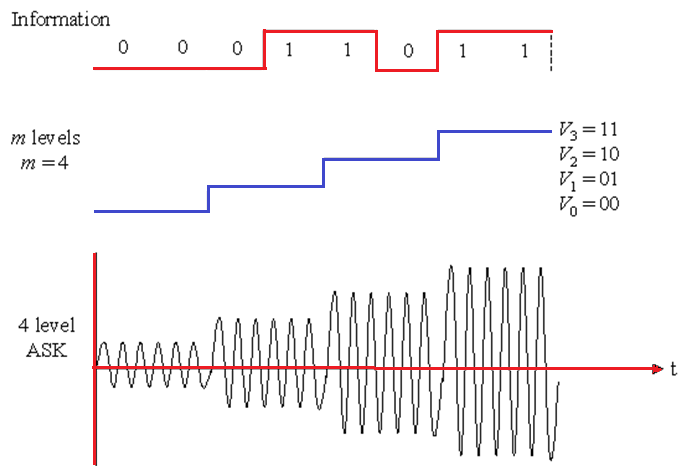 Information
0 0 0 1 1 0 1 1
m levels
m = 4
V₃ = 11
V₂ = 10
V₁ = 01
V₀ = 00
4 level
ASK
t